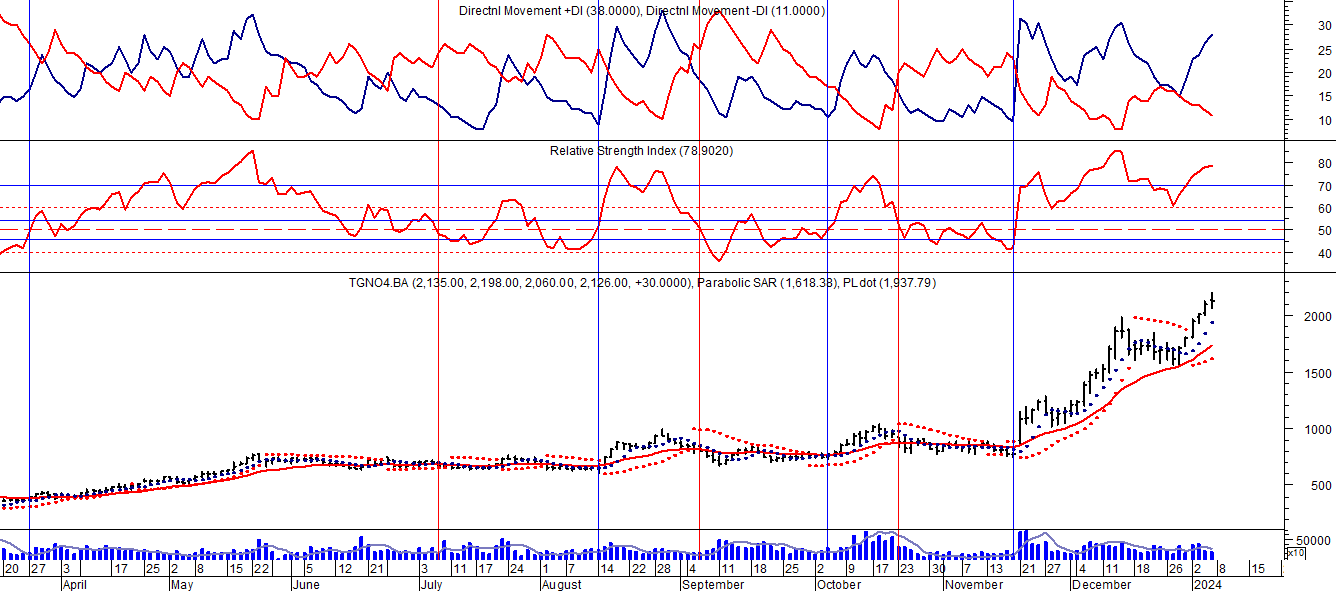 Directnl Movement +DI (38.0000), Directnl Movement -DI (11.0000)
30
25
20
15
10
Relative Strength Index (78.9020)
80
70
60
50
40
TGNO4.BA (2,135.00, 2,198.00, 2,060.00, 2,126.00, +30.0000), Parabolic SAR (1,618.38), PLdot (1,937.79)
2000
1500
1000
500
50000
x10
20 27 3 17 25 2 8 15 22 5 12 21 3 11 17 24 1 7 14 22 28 4 11 18 25 2 9 17 23 30 7 13 21 27 4 11 18 26 2 8 15
April May June July August September October November December 2024